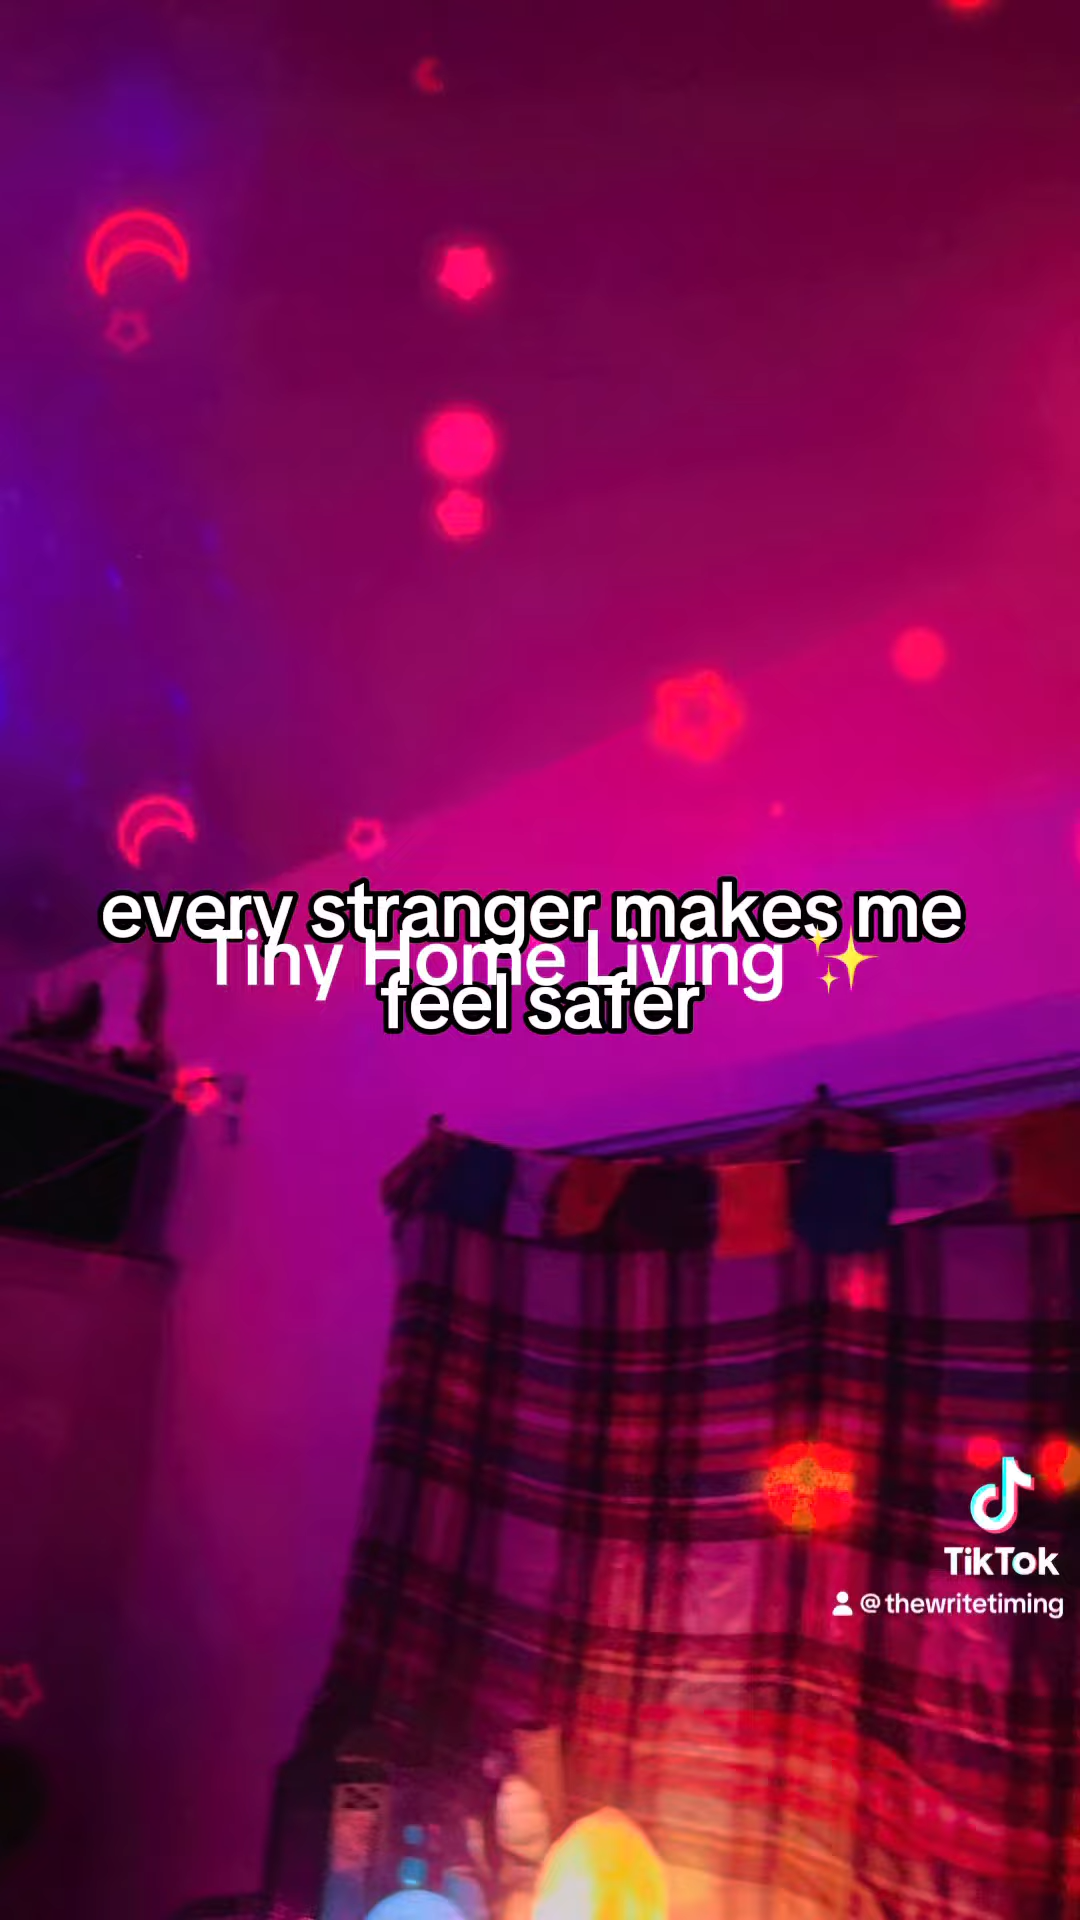 every stranger makes me
Tiny Home Living ✨
feel safer
TikTok
@thewritetiming